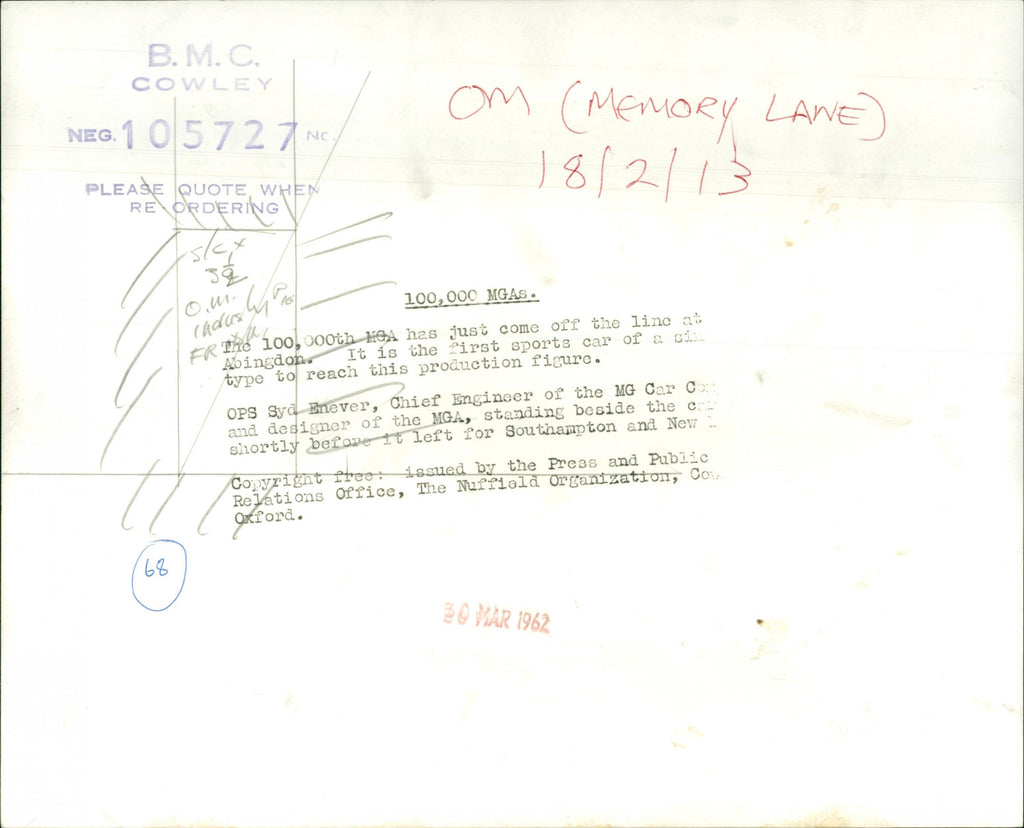 B.M.C.
COWLEY
NEG. 105727 NO.
PLEASE QUOTE WHEN
RE-ORDERING
OM (MEMORY LANE)
18/2/13
S/C x
3 1/2
O.M.
P16
100,000 MGAs.
The 100,000th MGA has just come off the line at
Abingdon. It is the first sports car of a
type to reach this production figure.
OPS Syd Enever, Chief Engineer of the MG Car
and designer of the MGA, standing beside the
shortly before it left for Southampton and New
Copyright free: issued by the Press and Public
Relations Office, The Nuffield Organization,
Oxford.
68
30 MAR 1962